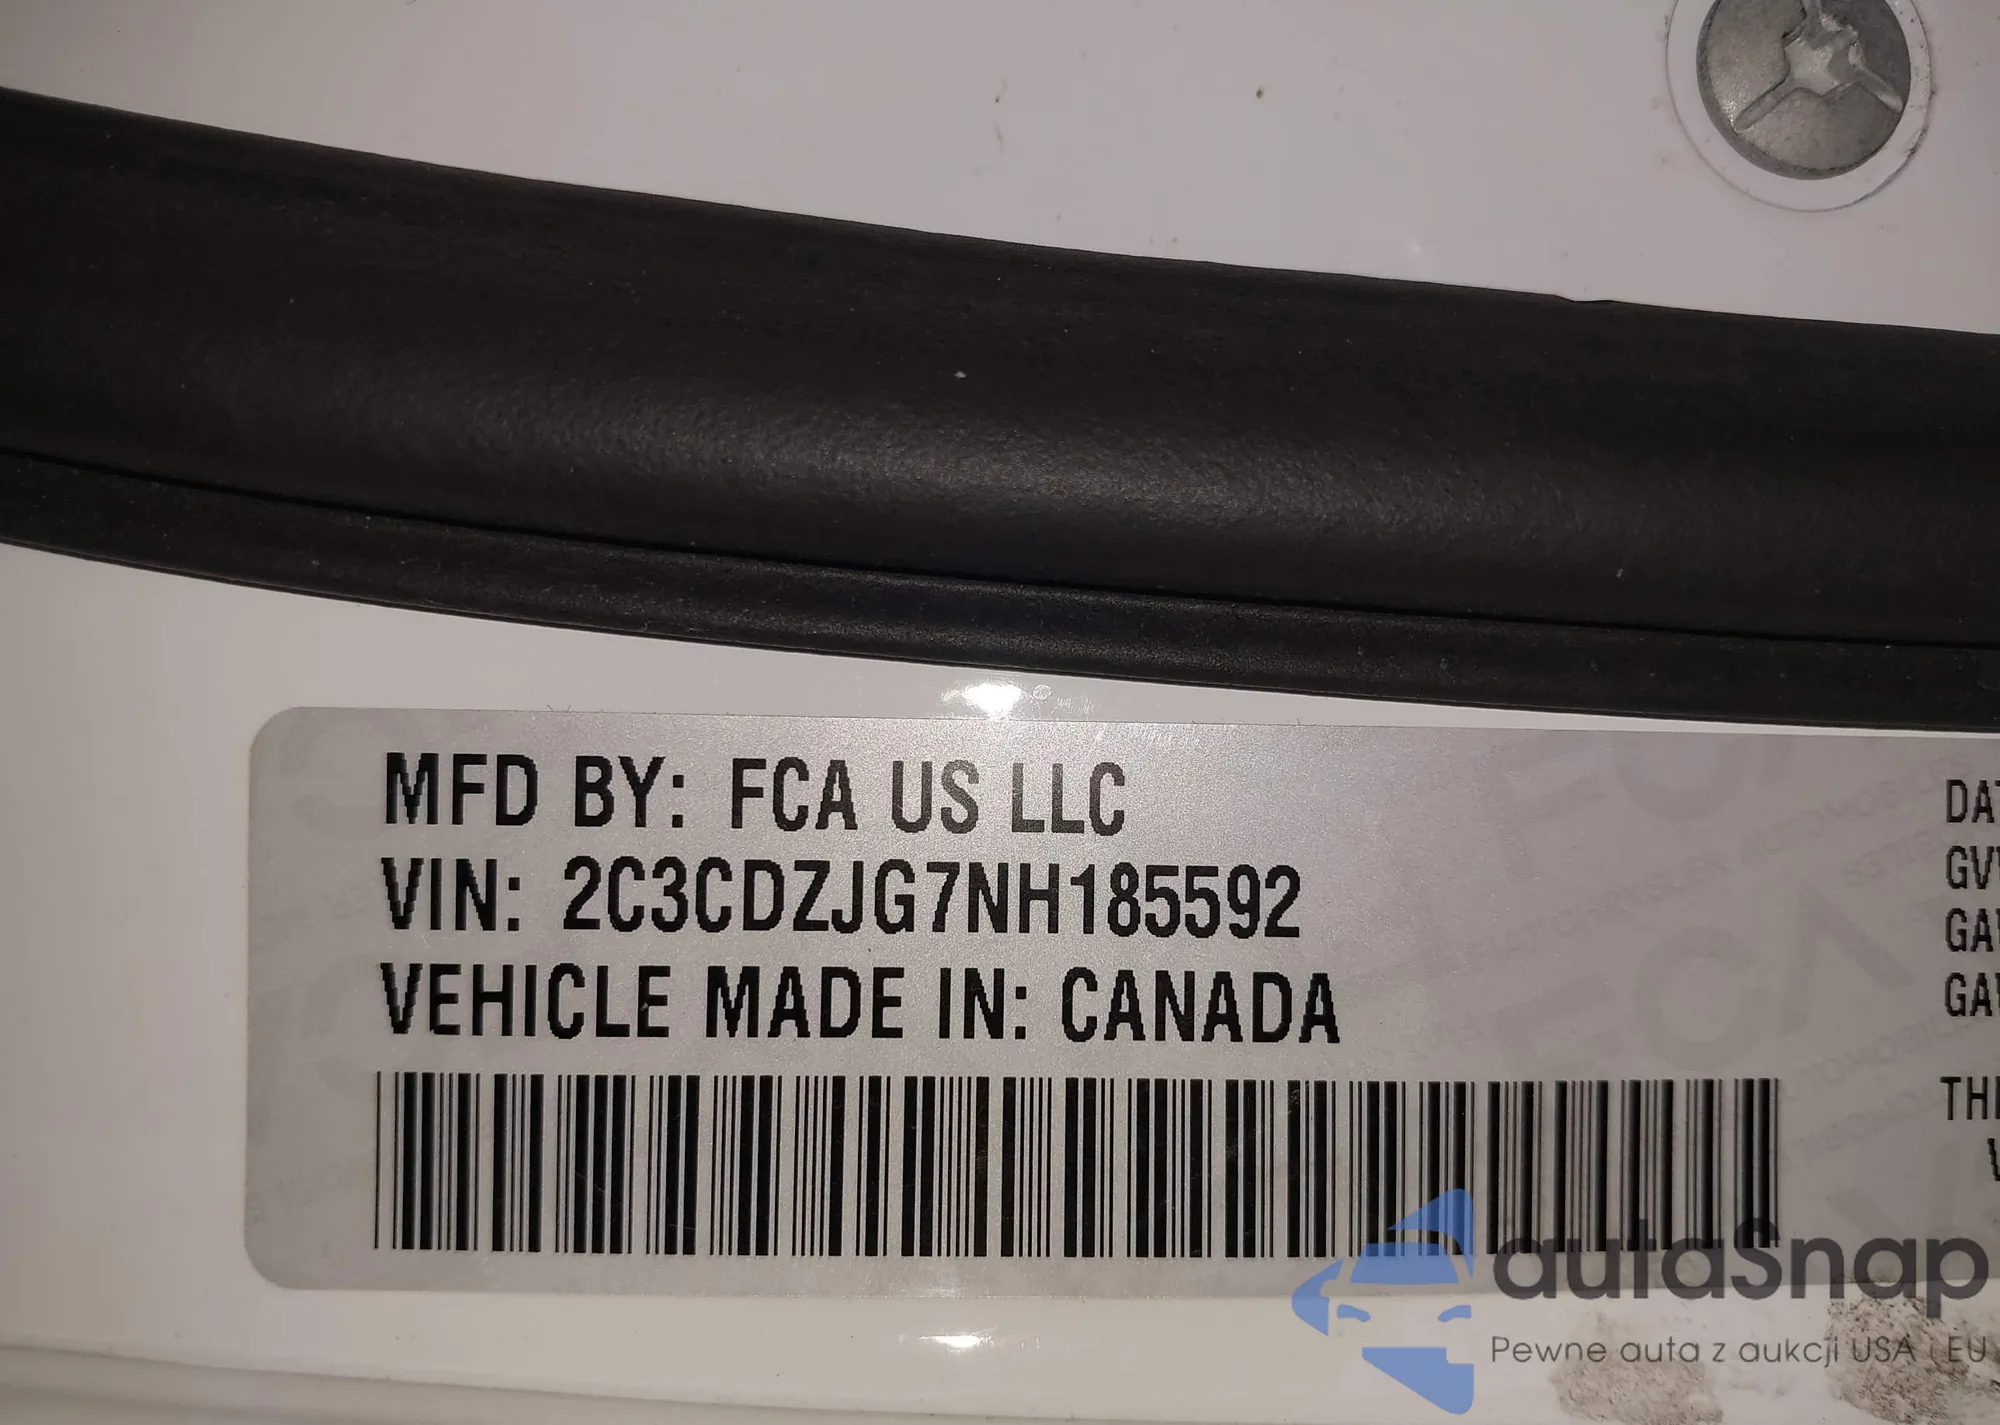 MFD BY: FCA US LLC
VIN: 2C3CDZJG7NH185592
VEHICLE MADE IN: CANADA
autaSnap
Pewne auta z aukcji USA i EU